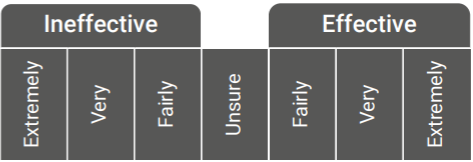 Ineffective
Effective
Extremely
Very
Fairly
Unsure
Fairly
Very
Extremely